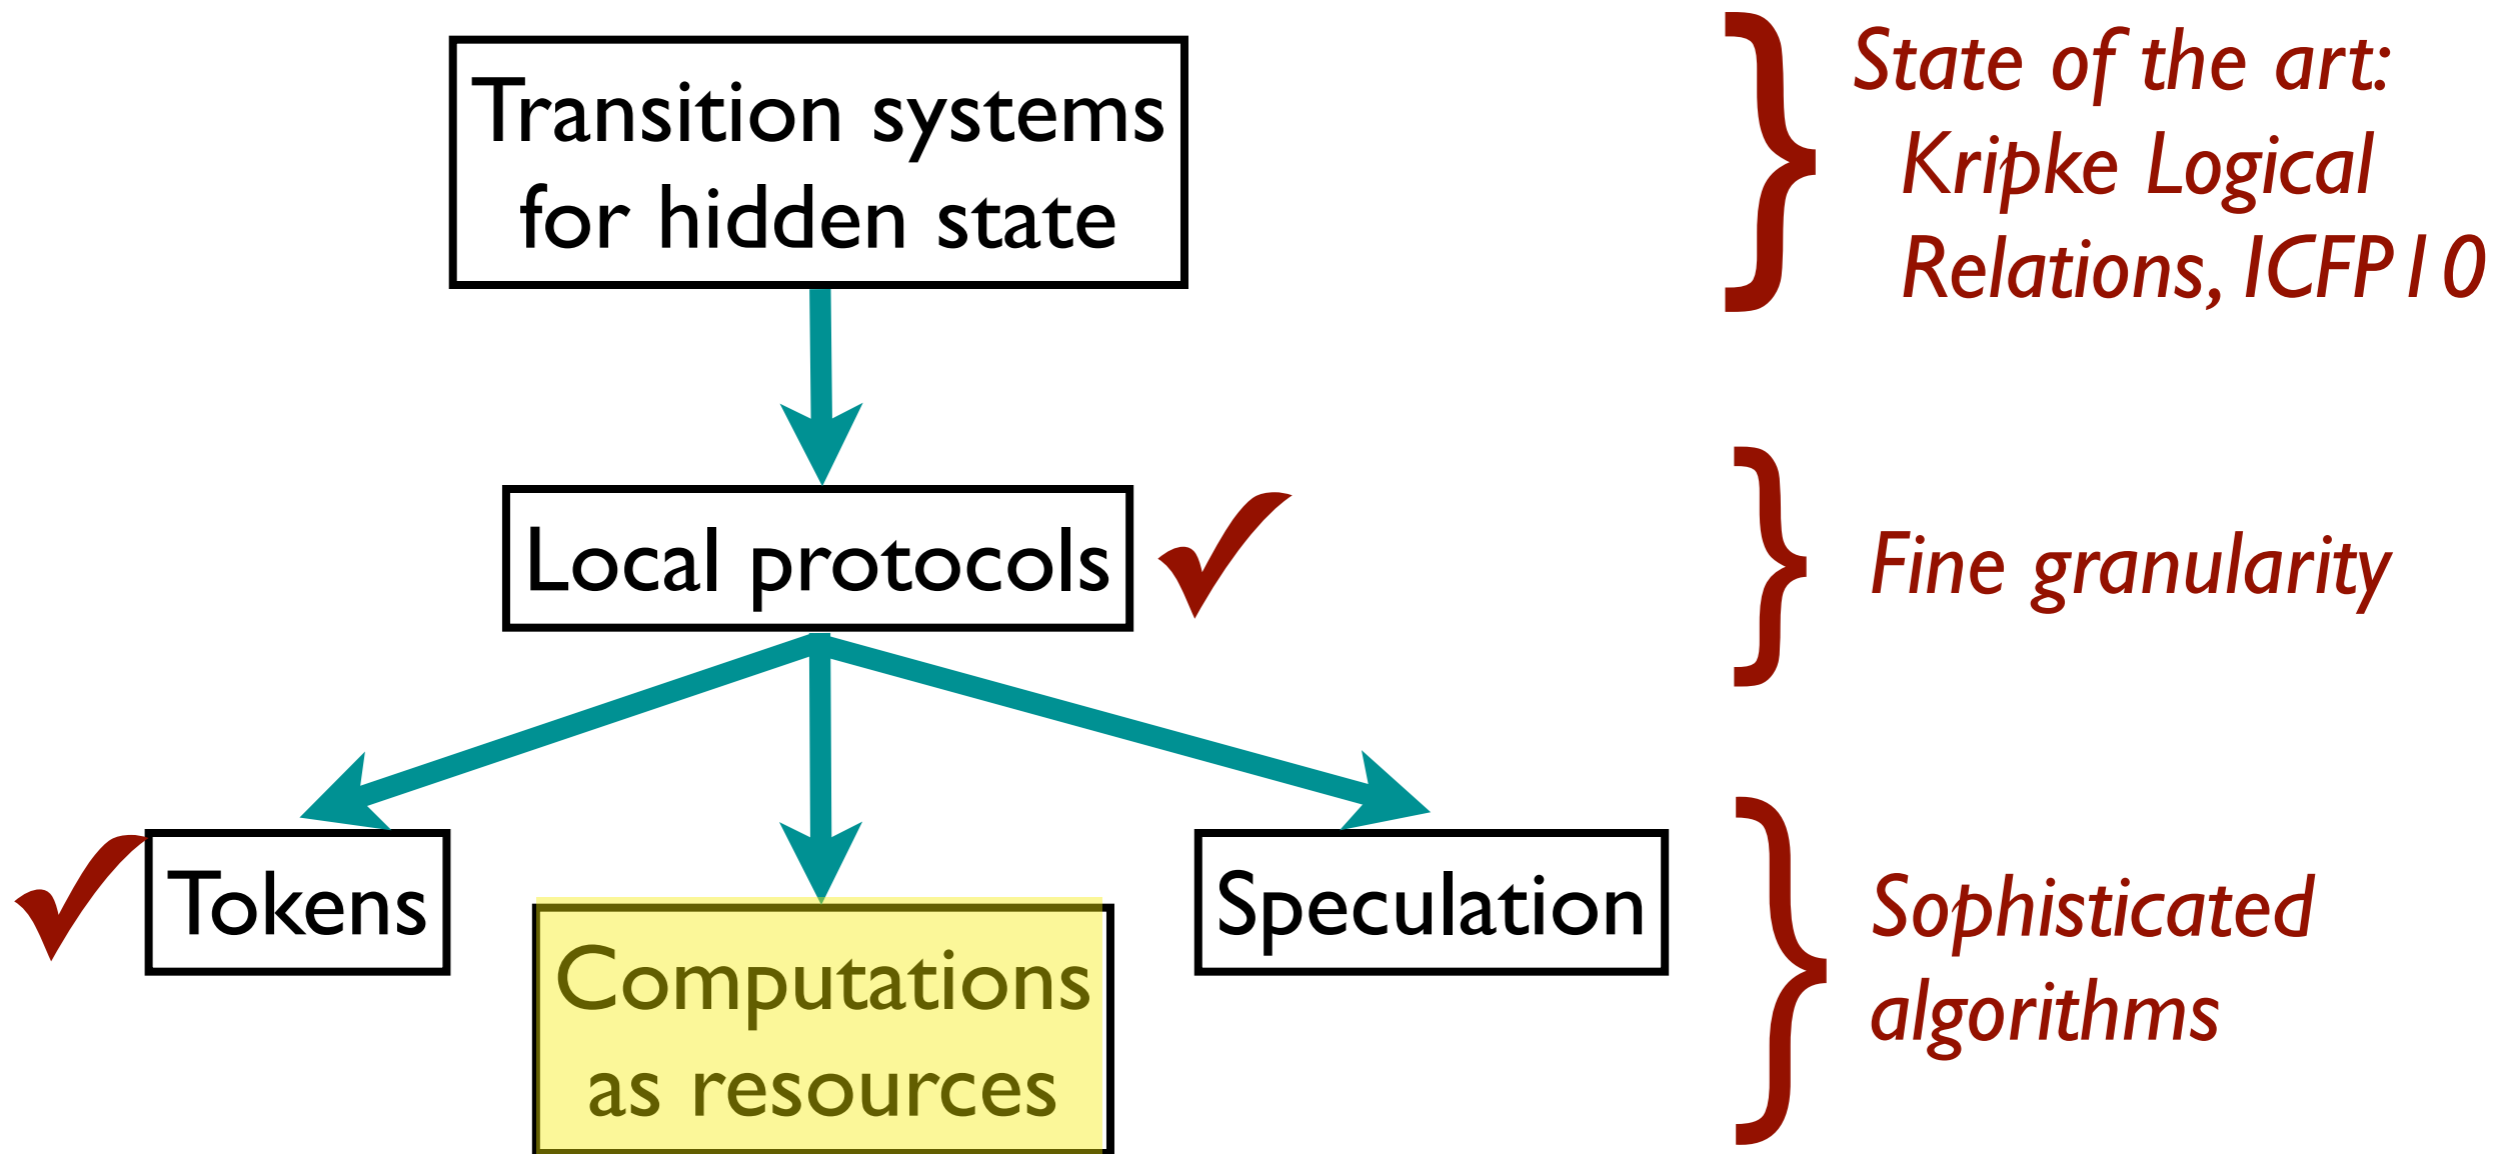 Transition systems
for hidden state
State of the art:
Kripke Logical
Relations, ICFP10
Local protocols
Fine granularity
Tokens
Computations
as resources
Speculation
Sophisticated
algorithms